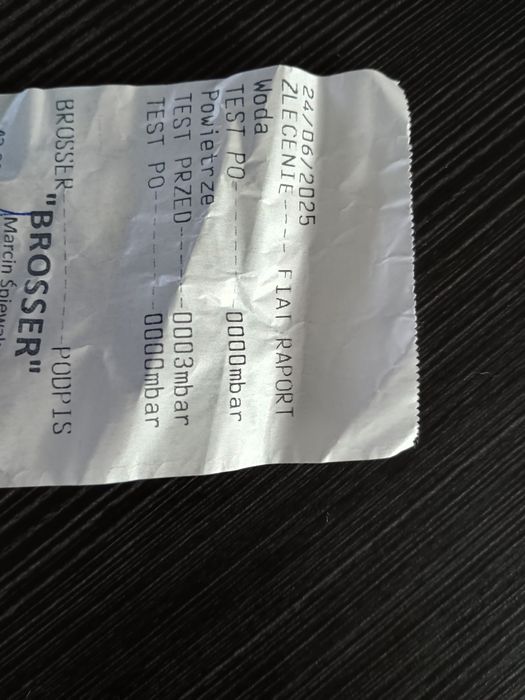 24/06/2025
ZLECENIE---- FIAT RAPORT
Woda
TEST PO---------0000mbar
Powietrze
TEST PRZED------0003mbar
TEST PO---------0000mbar
BROSSER------------PODPIS
"BROSSER"
Marcin